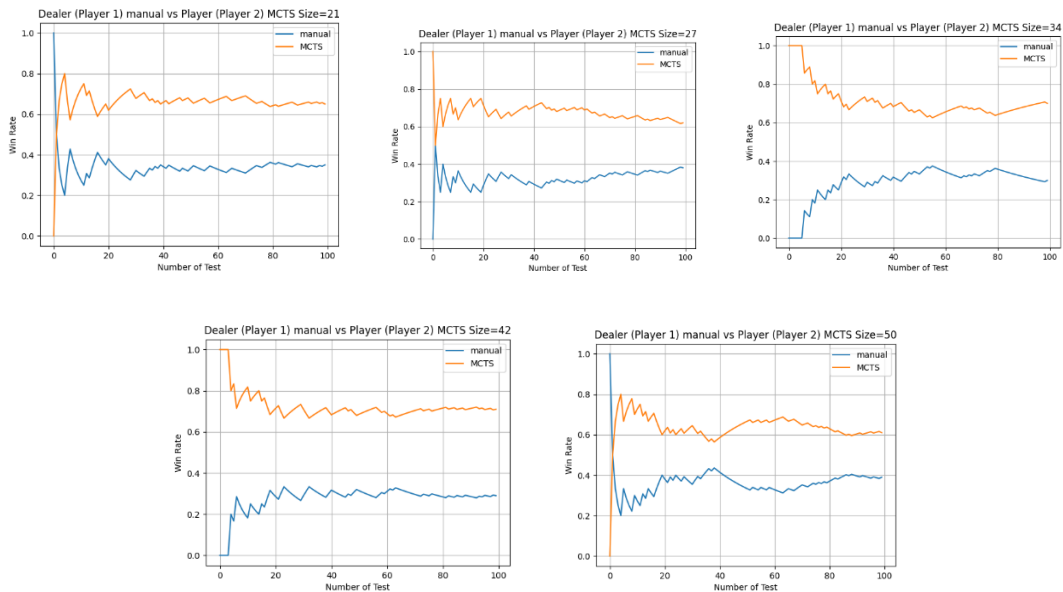 Dealer (Player 1) manual vs Player (Player 2) MCTS Size=21
manual
MCTS
Win Rate
1.0
0.8
0.6
0.4
0.2
0.0
0 20 40 60 80 100
Number of Test
Dealer (Player 1) manual vs Player (Player 2) MCTS Size=27
manual
MCTS
Win Rate
1.0
0.8
0.6
0.4
0.2
0.0
0 20 40 60 80 100
Number of Test
Dealer (Player 1) manual vs Player (Player 2) MCTS Size=34
manual
MCTS
Win Rate
1.0
0.8
0.6
0.4
0.2
0.0
0 20 40 60 80 100
Number of Test
Dealer (Player 1) manual vs Player (Player 2) MCTS Size=42
manual
MCTS
Win Rate
1.0
0.8
0.6
0.4
0.2
0.0
0 20 40 60 80 100
Number of Test
Dealer (Player 1) manual vs Player (Player 2) MCTS Size=50
manual
MCTS
Win Rate
1.0
0.8
0.6
0.4
0.2
0.0
0 20 40 60 80 100
Number of Test